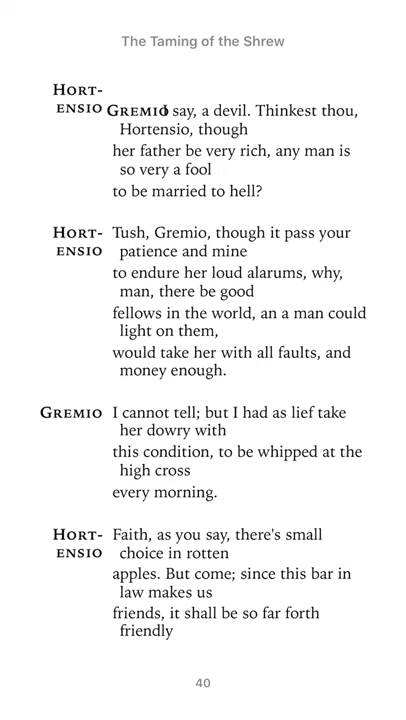 The Taming of the Shrew
HORT-
ENSIO GREMIO I say, a devil. Thinkest thou,
Hortensio, though
her father be very rich, any man is
so very a fool
to be married to hell?
HORT- Tush, Gremio, though it pass your
ENSIO patience and mine
to endure her loud alarums, why,
man, there be good
fellows in the world, an a man could
light on them,
would take her with all faults, and
money enough.
GREMIO I cannot tell; but I had as lief take
her dowry with
this condition, to be whipped at the
high cross
every morning.
HORT- Faith, as you say, there's small
ENSIO choice in rotten
apples. But come; since this bar in
law makes us
friends, it shall be so far forth
friendly
40